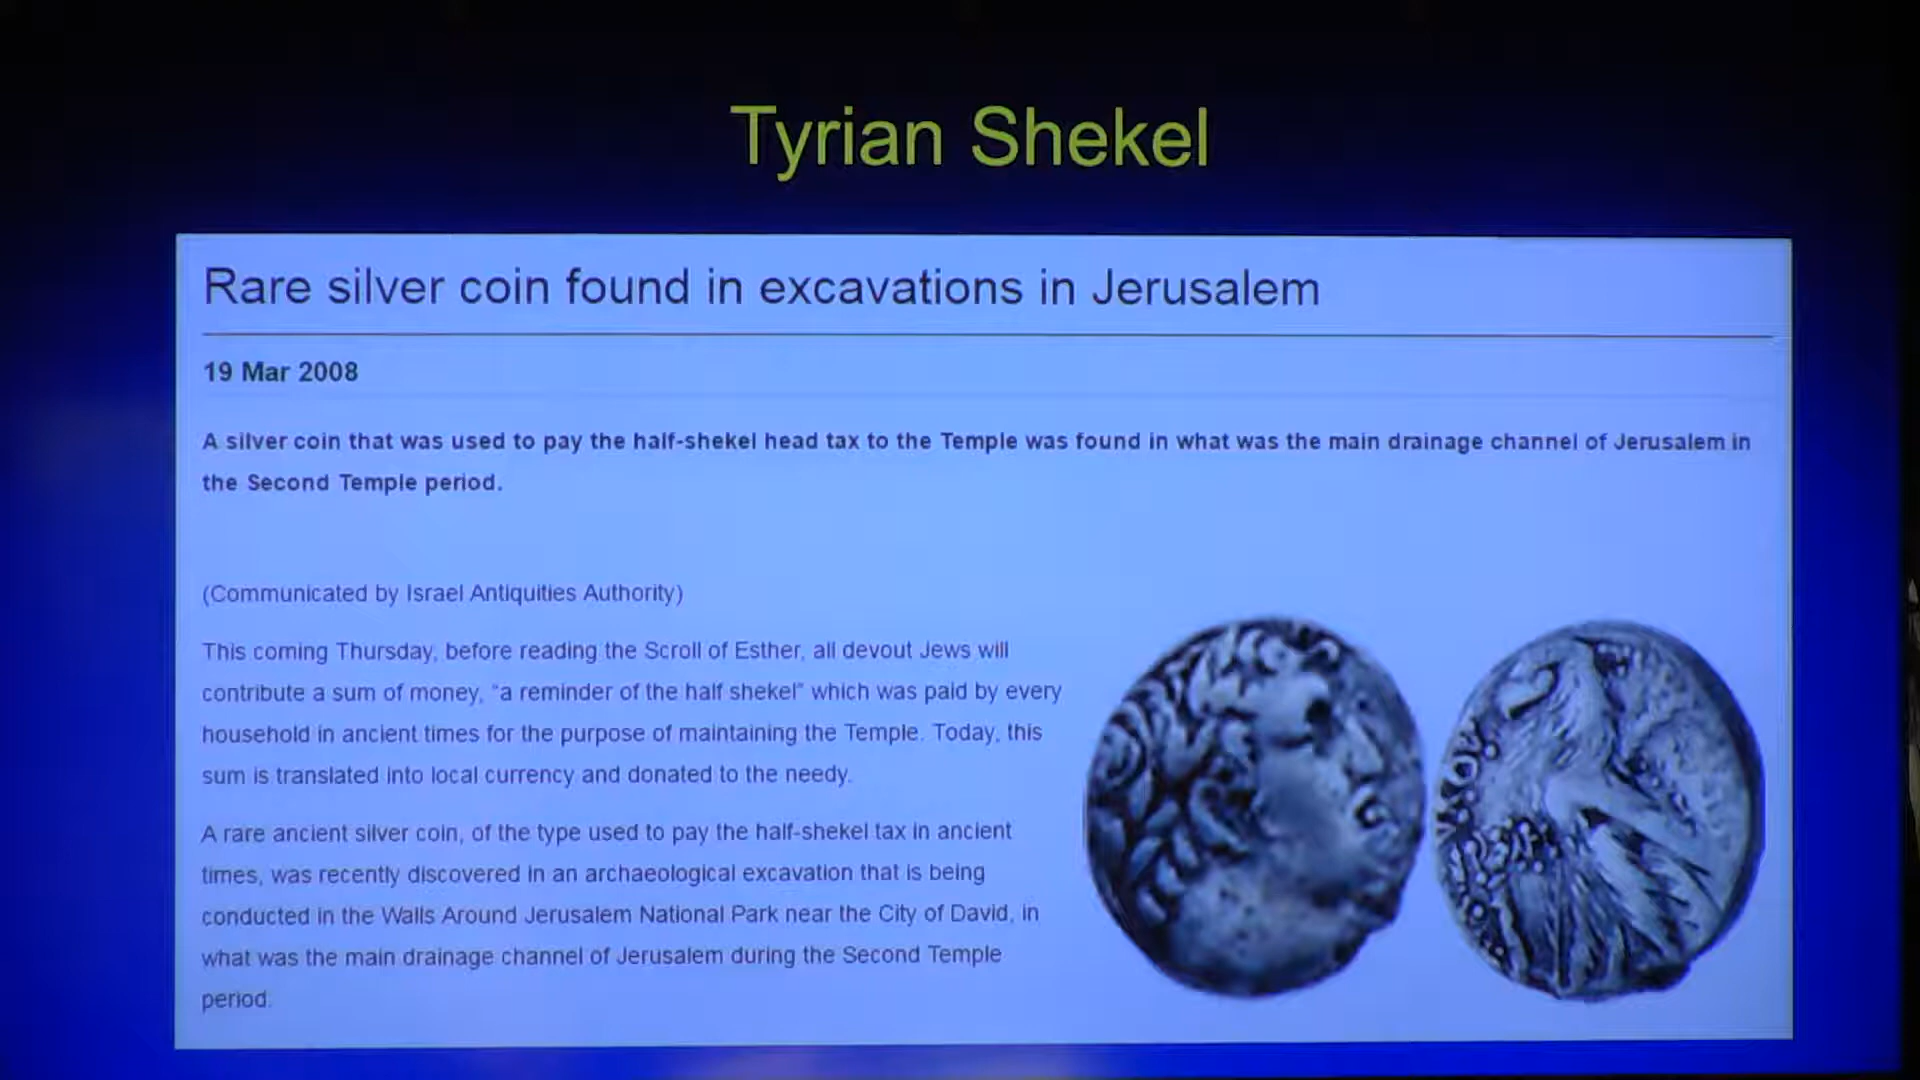 Tyrian Shekel
Rare silver coin found in excavations in Jerusalem
19 Mar 2008
A silver coin that was used to pay the half-shekel head tax to the Temple was found in what was the main drainage channel of Jerusalem in
the Second Temple period.
(Communicated by Israel Antiquities Authority)
This coming Thursday, before reading the Scroll of Esther, all devout Jews will
contribute a sum of money, "a reminder of the half shekel" which was paid by every
household in ancient times for the purpose of maintaining the Temple. Today, this
sum is translated into local currency and donated to the needy.
A rare ancient silver coin, of the type used to pay the half-shekel tax in ancient
times, was recently discovered in an archaeological excavation that is being
conducted in the Walls Around Jerusalem National Park near the City of David, in
what was the main drainage channel of Jerusalem during the Second Temple
period.